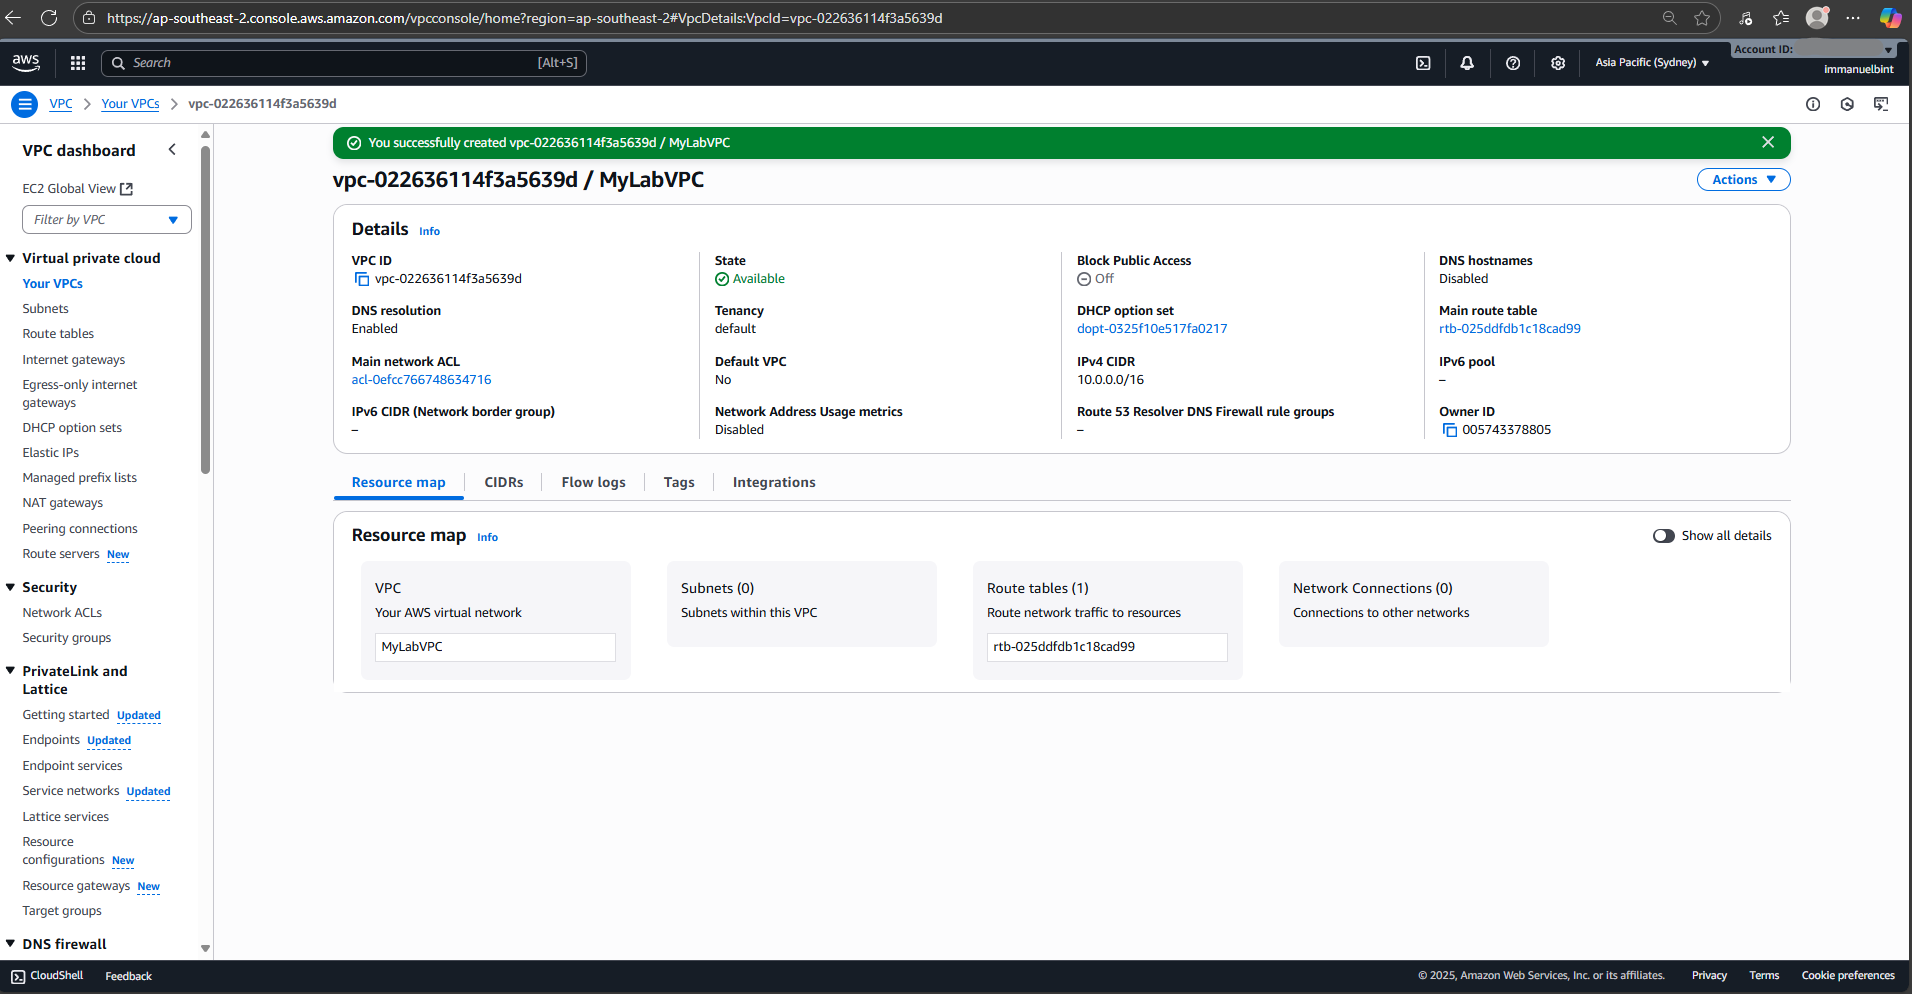 https://ap-southeast-2.console.aws.amazon.com/vpcconsole/home?region=ap-southeast-2#VpcDetails:VpcId=vpc-022636114f3a5639d
aws
Search [Alt+S]
Asia Pacific (Sydney)
Account ID:
immanuelbint
VPC > Your VPCs > vpc-022636114f3a5639d
VPC dashboard
EC2 Global View
Filter by VPC
Virtual private cloud
Your VPCs
Subnets
Route tables
Internet gateways
Egress-only internet
gateways
DHCP option sets
Elastic IPs
Managed prefix lists
NAT gateways
Peering connections
Route servers New
Security
Network ACLs
Security groups
PrivateLink and
Lattice
Getting started Updated
Endpoints Updated
Endpoint services
Service networks Updated
Lattice services
Resource
configurations New
Resource gateways New
Target groups
DNS firewall
You successfully created vpc-022636114f3a5639d / MyLabVPC
vpc-022636114f3a5639d / MyLabVPC
Actions
Details Info
VPC ID
vpc-022636114f3a5639d
State
Available
Block Public Access
Off
DNS hostnames
Disabled
DNS resolution
Enabled
Tenancy
default
DHCP option set
dopt-0325f10e517fa0217
Main route table
rtb-025ddfdb1c18cad99
Main network ACL
acl-0efcc766748634716
Default VPC
No
IPv4 CIDR
10.0.0.0/16
IPv6 pool
–
IPv6 CIDR (Network border group)
–
Network Address Usage metrics
Disabled
Route 53 Resolver DNS Firewall rule groups
–
Owner ID
005743378805
Resource map CIDRs Flow logs Tags Integrations
Resource map Info
Show all details
VPC
Your AWS virtual network
MyLabVPC
Subnets (0)
Subnets within this VPC
Route tables (1)
Route network traffic to resources
rtb-025ddfdb1c18cad99
Network Connections (0)
Connections to other networks
CloudShell Feedback
© 2025, Amazon Web Services, Inc. or its affiliates. Privacy Terms Cookie preferences